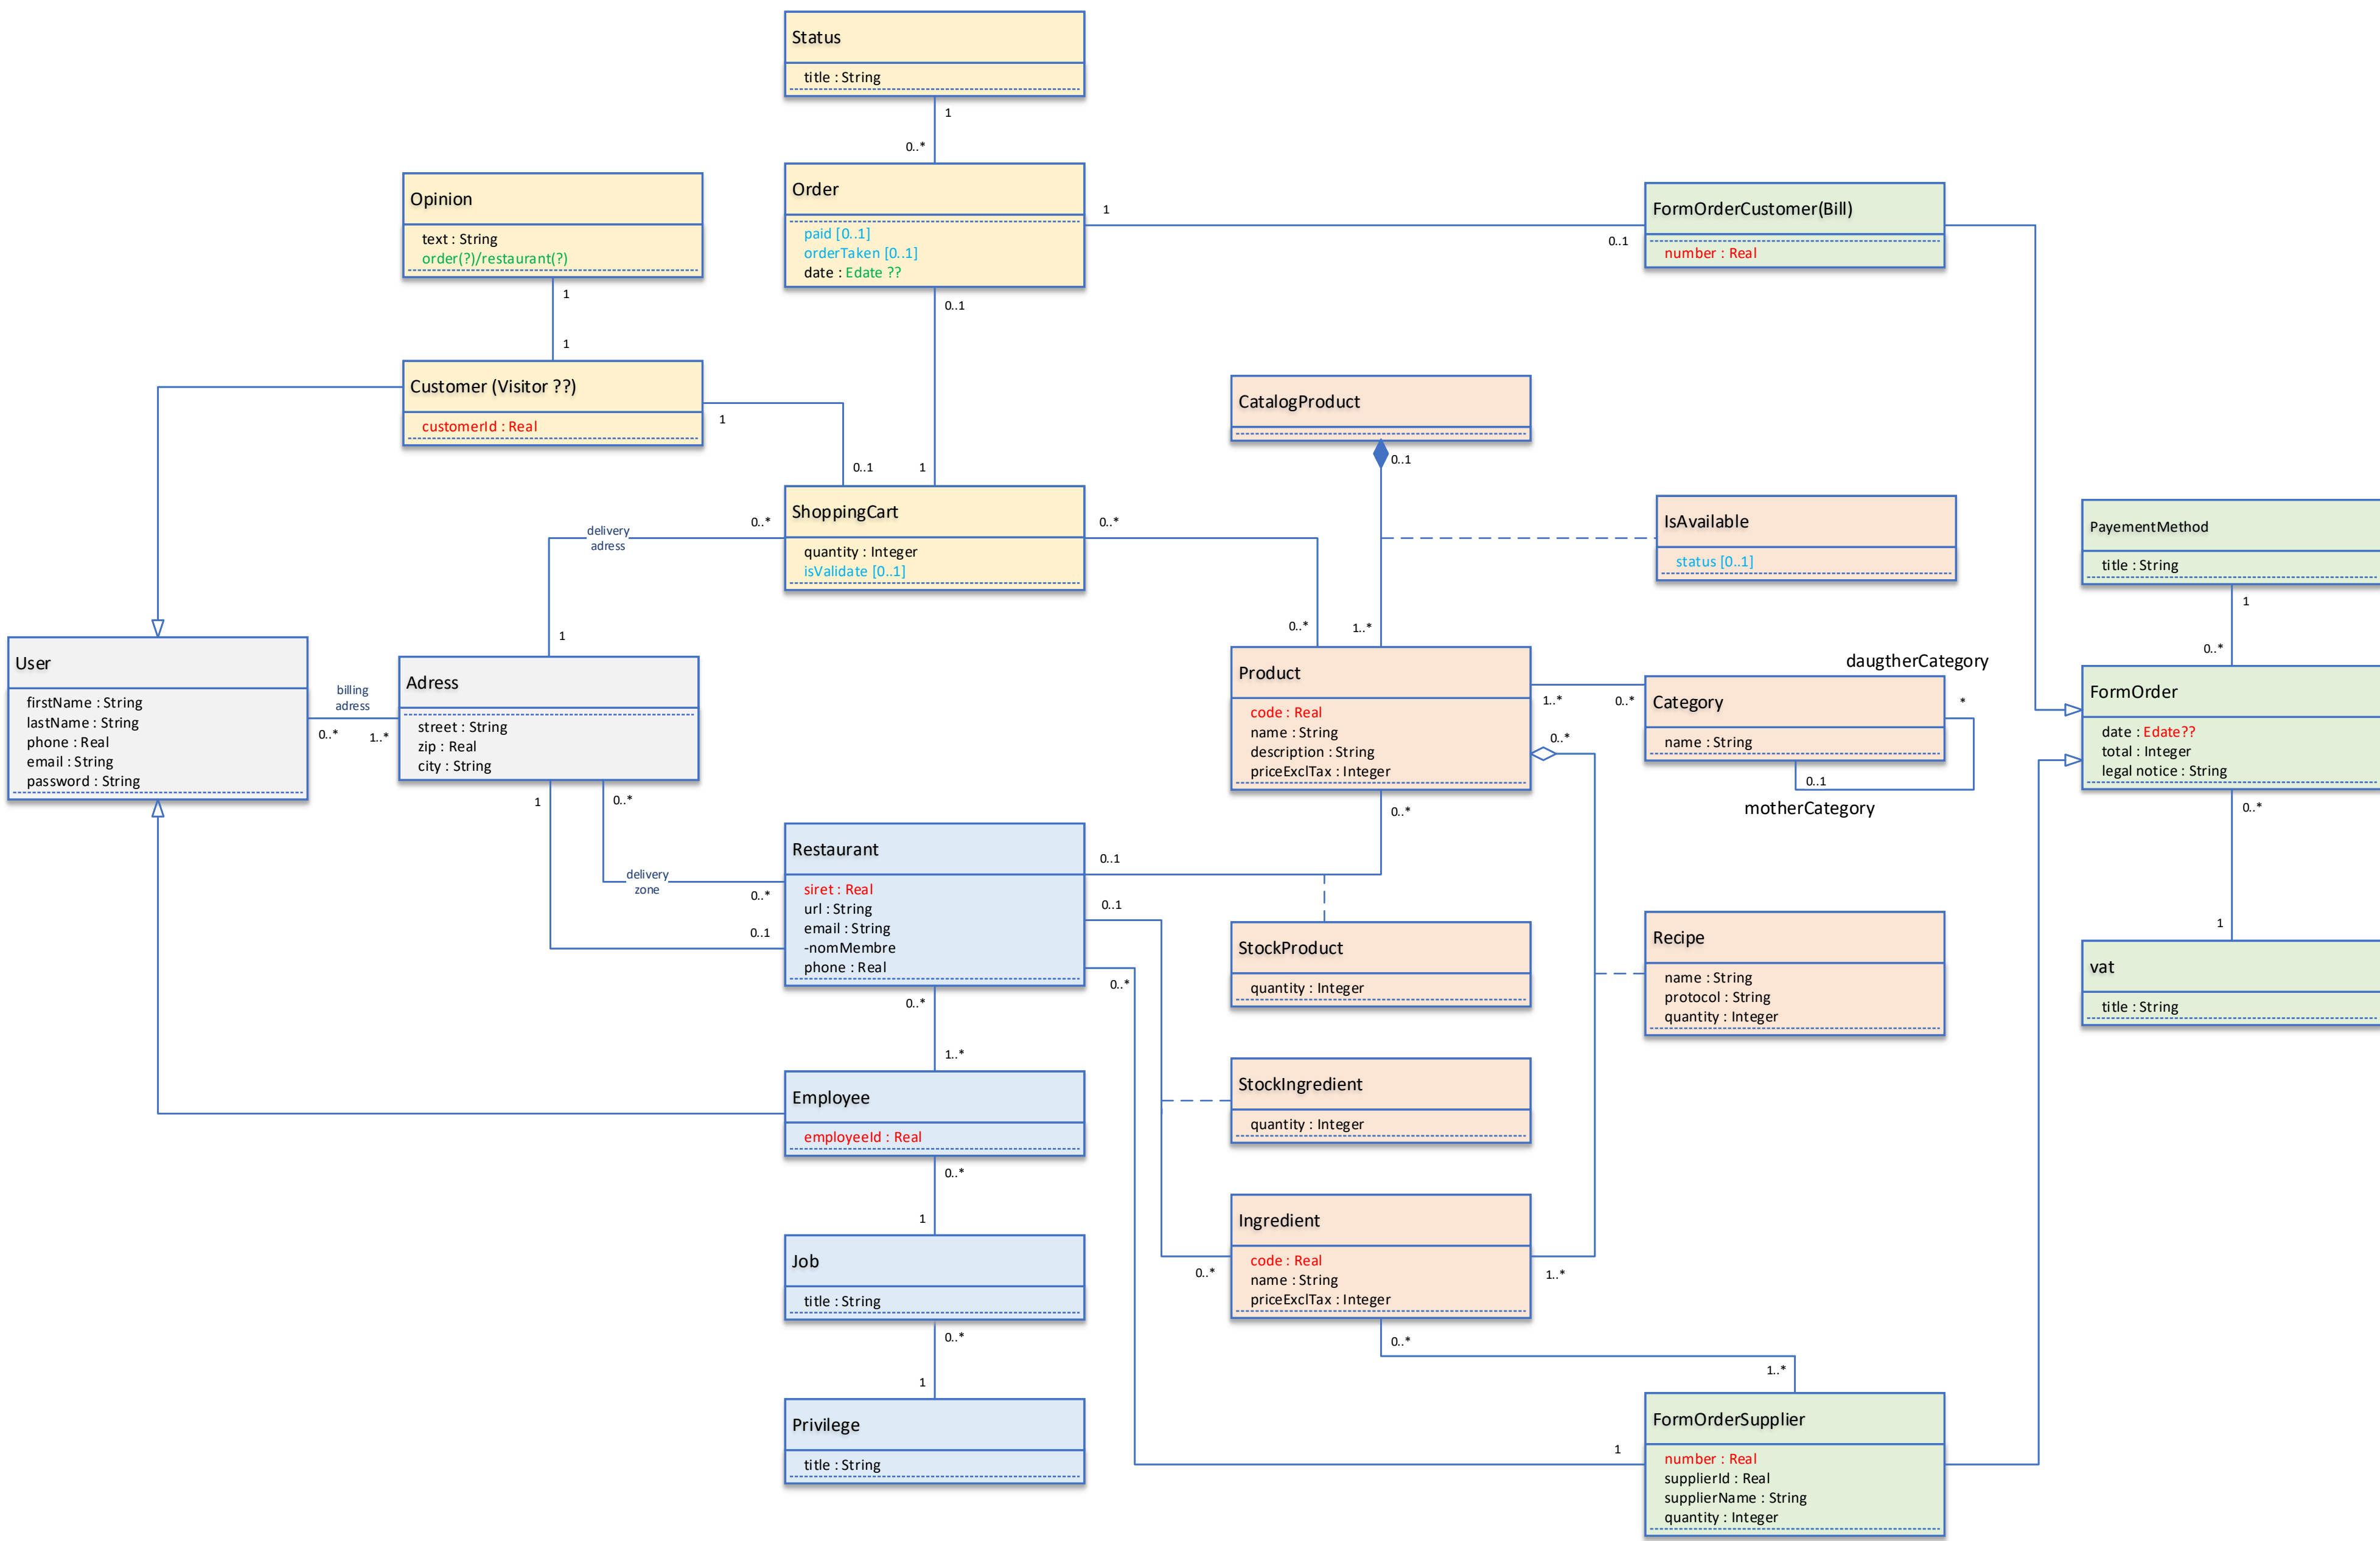 Status
title : String
1
0..*
Order
paid [0..1]
orderTaken [0..1]
date : Edate ??
1
0..1
0..1
1
FormOrderCustomer(Bill)
number : Real
Opinion
text : String
order(?)/restaurant(?)
1
1
Customer (Visitor ??)
customerId : Real
1
0..1
ShoppingCart
quantity : Integer
isValidate [0..1]
0..*
delivery
adress
1
0..*
0..*
CatalogProduct
0..1
1..*
IsAvailable
status [0..1]
PayementMethod
title : String
1
0..*
User
firstName : String
lastName : String
phone : Real
email : String
password : String
billing
adress
0..*
1..*
Adress
street : String
zip : Real
city : String
1
0..*
delivery
zone
0..*
0..1
Product
code : Real
name : String
description : String
priceExclTax : Integer
1..*
0..*
0..*
0..*
Category
name : String
daugtherCategory
*
0..1
motherCategory
FormOrder
date : Edate??
total : Integer
legal notice : String
0..*
1
vat
title : String
Restaurant
siret : Real
url : String
email : String
-nomMembre
phone : Real
0..1
0..1
0..*
0..*
1..*
StockProduct
quantity : Integer
Recipe
name : String
protocol : String
quantity : Integer
StockIngredient
quantity : Integer
Employee
employeeId : Real
0..*
1
Job
title : String
0..*
1
Privilege
title : String
Ingredient
code : Real
name : String
priceExclTax : Integer
0..*
1..*
0..*
1..*
1
FormOrderSupplier
number : Real
supplierId : Real
supplierName : String
quantity : Integer